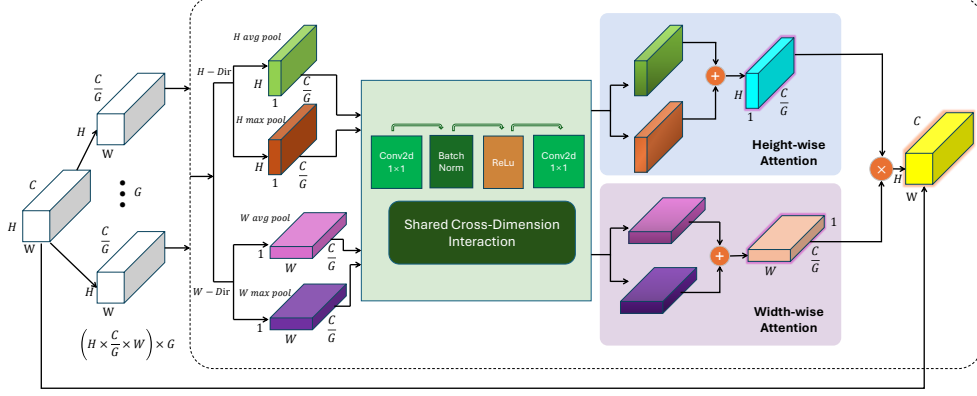 C
H
W
C
G
H
W
G
C
G
H
W
(H × C/G × W) × G
H − Dir
W − Dir
H avg pool
H
1
C
G
H max pool
H
1
C
G
W avg pool
1
W
C
G
W max pool
1
W
C
G
Conv2d
1×1
Batch
Norm
ReLu
Conv2d
1×1
Shared Cross-Dimension
Interaction
+
H
1
C
G
Height-wise
Attention
+
1
W
C
G
Width-wise
Attention
×
C
H
W